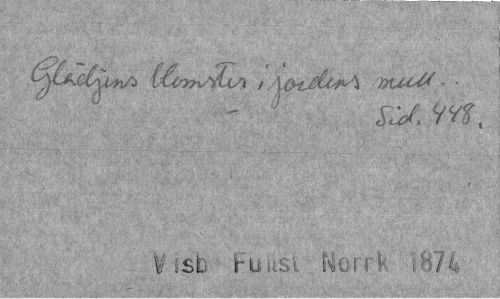 Glädjens blomster i jordens mull..
Sid. 448.
Visb Fullst Norrk 1874